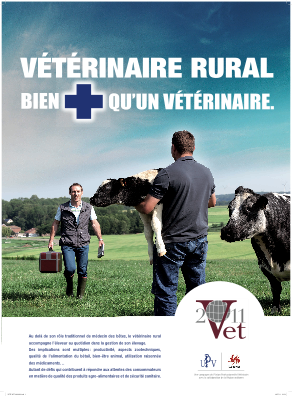 VÉTÉRINAIRE RURAL
BIEN + QU'UN VÉTÉRINAIRE.
Au delà de son rôle traditionnel de médecin des bêtes, le vétérinaire rural
accompagne l'éleveur au quotidien dans la gestion de son élevage.
Ses implications sont multiples : productivité, aspects zootechniques,
qualité de l'alimentation du bétail, bien-être animal, utilisation raisonnée
des médicaments...
Autant de défis qui contribuent à répondre aux attentes des consommateurs
en matière de qualité des produits agro-alimentaires et de sécurité sanitaire.
2011
Vet
UPV